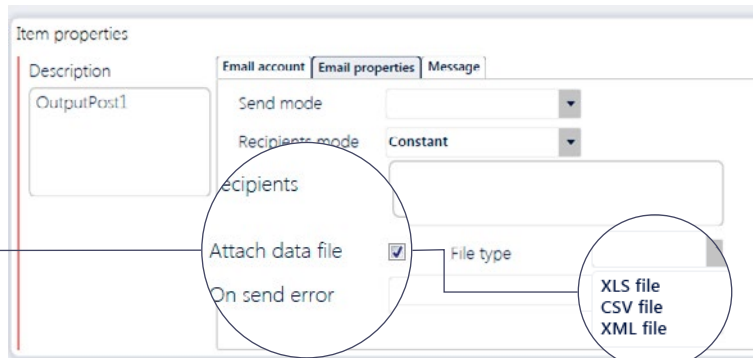 Item properties
Description
OutputPost1
Email account Email properties Message
Send mode
Recipients mode Constant
ecipients
Attach data file File type
On send error
XLS file
CSV file
XML file